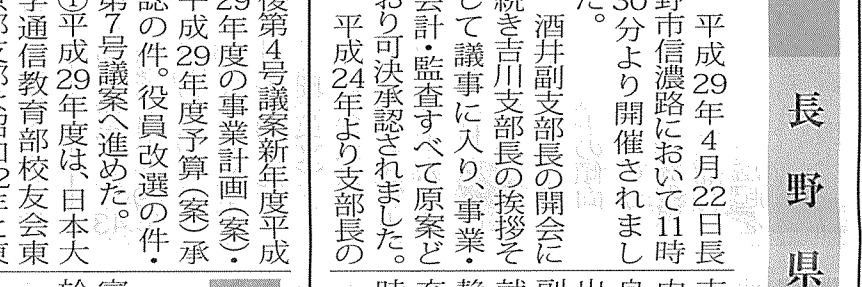 長野県
平成29年4月22日長
野市信濃路において11時
30分より開催されまし
た。
酒井副支部長の開会に
続き吉川支部長の挨拶そ
して議事に入り、事業・
会計・監査すべて原案ど
おり可決承認されました。
平成24年より支部長の
後第4号議案新年度平成
29年度の事業計画(案)・
平成29年度予算(案)承
認の件。役員改選の件・
第7号議案へ進めた。
①平成29年度は、日本大
学通信教育部校友会東